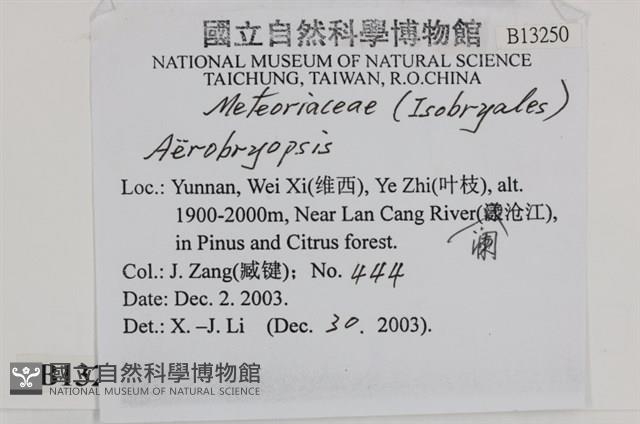 國立自然科學博物館
B13250
NATIONAL MUSEUM OF NATURAL SCIENCE
TAICHUNG, TAIWAN, R.O.CHINA
Meteoriaceae (Isobryales)
Aërobryopsis
Loc.: Yunnan, Wei Xi(维西), Ye Zhi(叶枝), alt.
1900-2000m, Near Lan Cang River(沧江),
澜
in Pinus and Citrus forest.
Col.: J. Zang(臧键); No. 444
Date: Dec. 2. 2003.
Det.: X. –J. Li (Dec. 30. 2003).
國立自然科學博物館
NATIONAL MUSEUM OF NATURAL SCIENCE